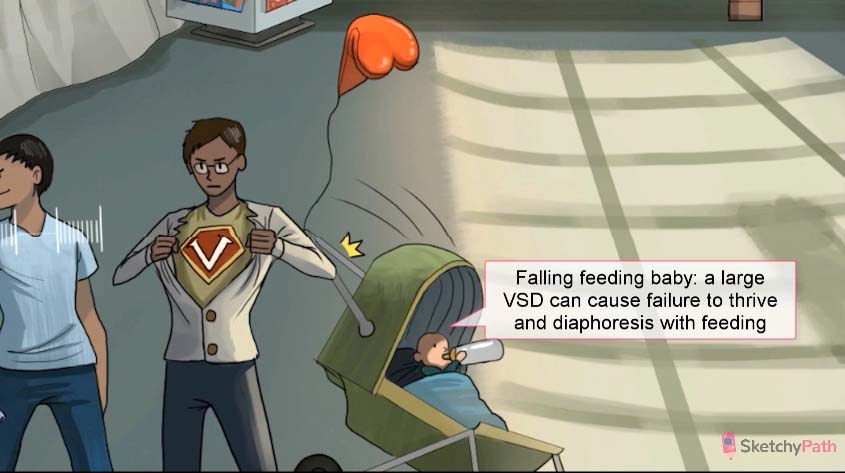 V
Falling feeding baby: a large
VSD can cause failure to thrive
and diaphoresis with feeding
SketchyPath